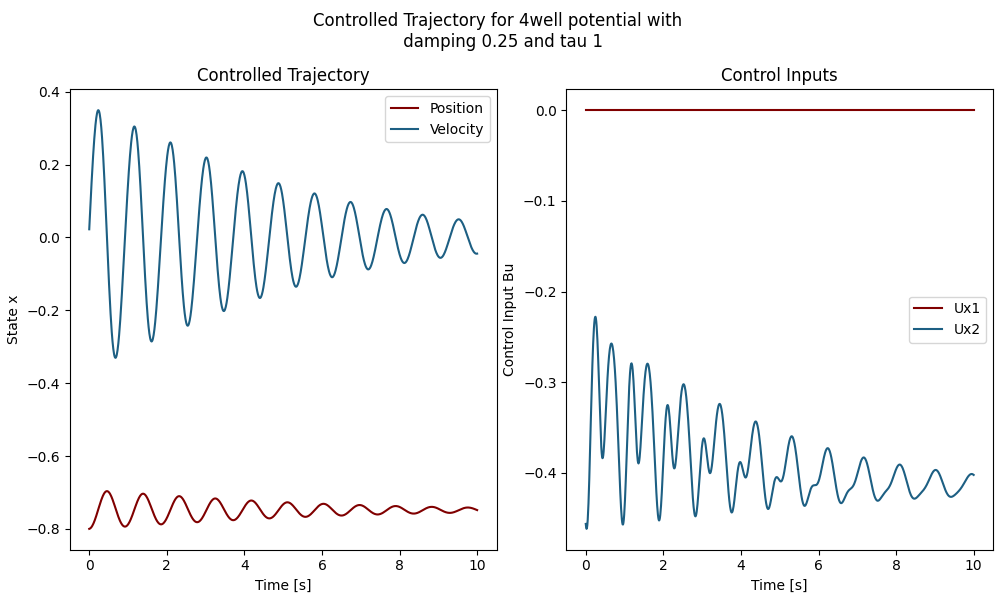 Controlled Trajectory for 4well potential with
damping 0.25 and tau 1
Controlled Trajectory
0.4
0.2
0.0
−0.2
−0.4
−0.6
−0.8
State x
Position
Velocity
0
2
4
6
8
10
Time [s]
Control Inputs
0.0
−0.1
−0.2
−0.3
−0.4
Control Input Bu
Ux1
Ux2
0
2
4
6
8
10
Time [s]